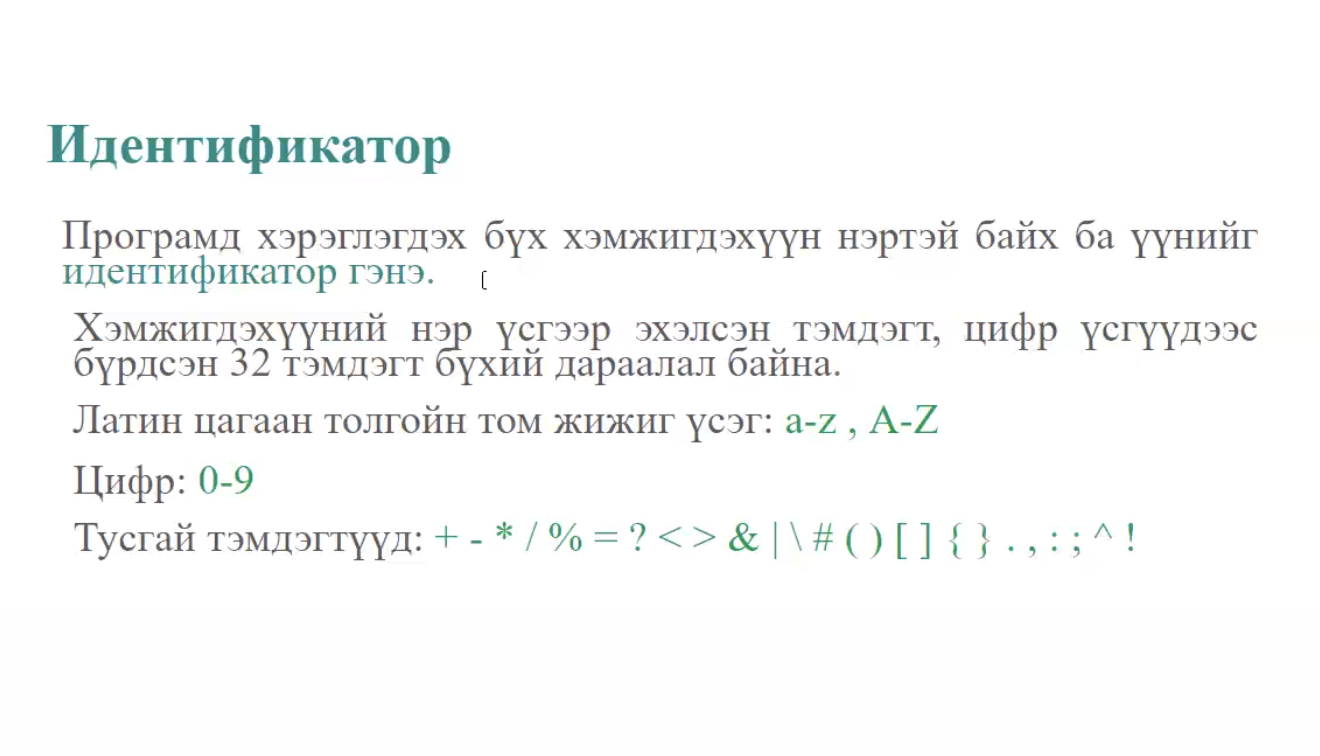 Идентификатор
Програмд хэрэглэгдэх бүх хэмжигдэхүүн нэртэй байх ба үүнийг
идентификатор гэнэ.
Хэмжигдэхүүний нэр үсгээр эхэлсэн тэмдэгт, цифр үсгүүдээс
бүрдсэн 32 тэмдэгт бүхий дараалал байна.
Латин цагаан толгойн том жижиг үсэг: a-z , A-Z
Цифр: 0-9
Тусгай тэмдэгтүүд: + - * / % = ? < > & | \ # ( ) [ ] { } . , : ; ^ !